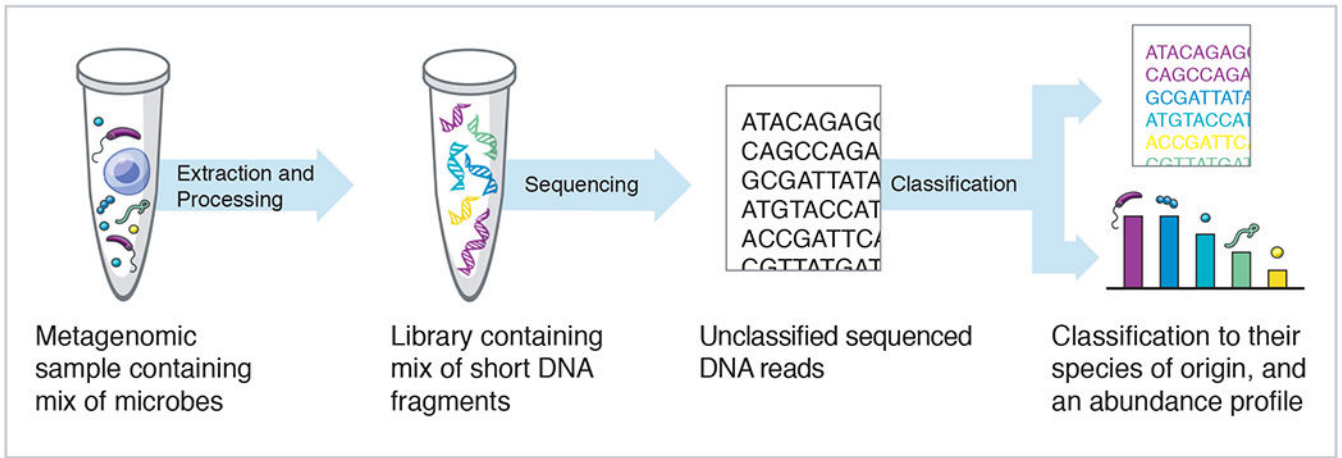 Extraction and
Processing
Sequencing
ATACAGAGC
CAGCCAGA
GCGATTATA
ATGTACCAT
ACCGATTCA
CGTTATGAT
Classification
ATACAGAGC
CAGCCAGA
GCGATTATA
ATGTACCAT
ACCGATTCA
CGTTATGAT
Metagenomic
sample containing
mix of microbes
Library containing
mix of short DNA
fragments
Unclassified sequenced
DNA reads
Classification to their
species of origin, and
an abundance profile